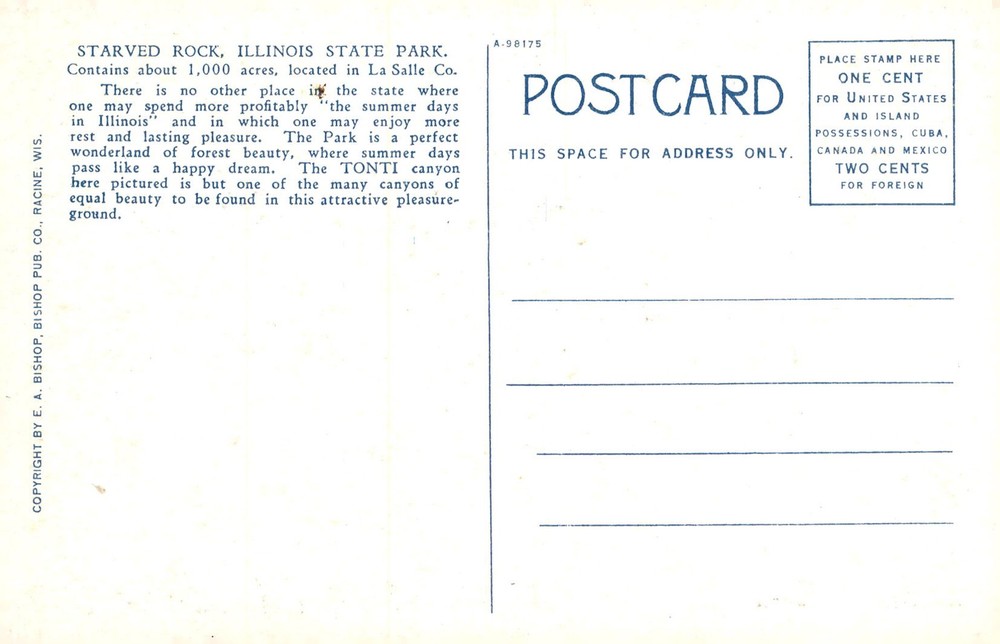 STARVED ROCK, ILLINOIS STATE PARK.
Contains about 1,000 acres, located in La Salle Co.
There is no other place in the state where
one may spend more profitably "the summer days
in Illinois" and in which one may enjoy more
rest and lasting pleasure. The Park is a perfect
wonderland of forest beauty, where summer days
pass like a happy dream. The TONTI canyon
here pictured is but one of the many canyons of
equal beauty to be found in this attractive pleasure-
ground.
COPYRIGHT BY E. A. BISHOP, BISHOP PUB. CO., RACINE, WIS.
A-98175
POSTCARD
THIS SPACE FOR ADDRESS ONLY.
PLACE STAMP HERE
ONE CENT
FOR UNITED STATES
AND ISLAND
POSSESSIONS, CUBA,
CANADA AND MEXICO
TWO CENTS
FOR FOREIGN